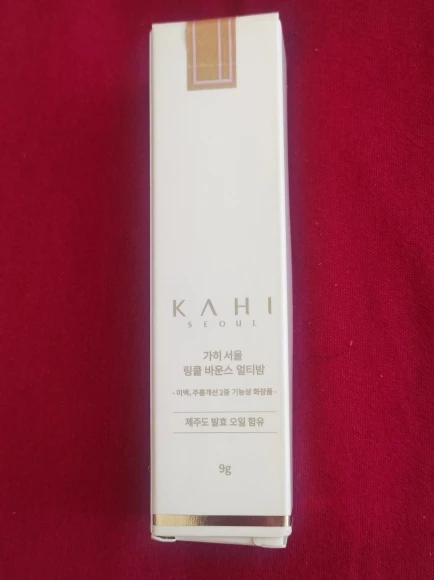 KAHI
SEOUL
가히 서울
링클 바운스 멀티밤
- 미백, 주름개선 2중 기능성 화장품 -
제주도 발효 오일 함유
9g